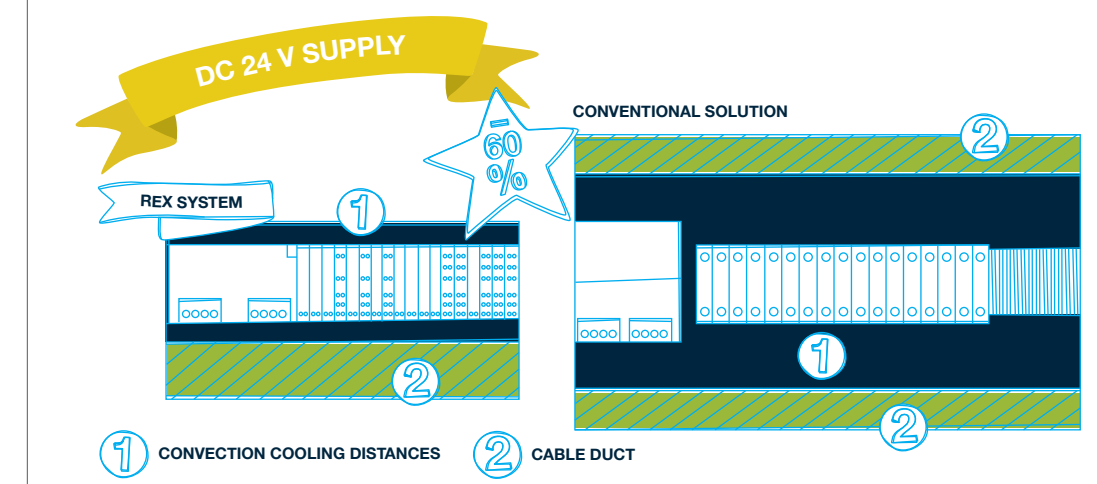 DC 24 V SUPPLY
–
60
%
CONVENTIONAL SOLUTION
2
REX SYSTEM
1
1
2
2
1 CONVECTION COOLING DISTANCES
2 CABLE DUCT